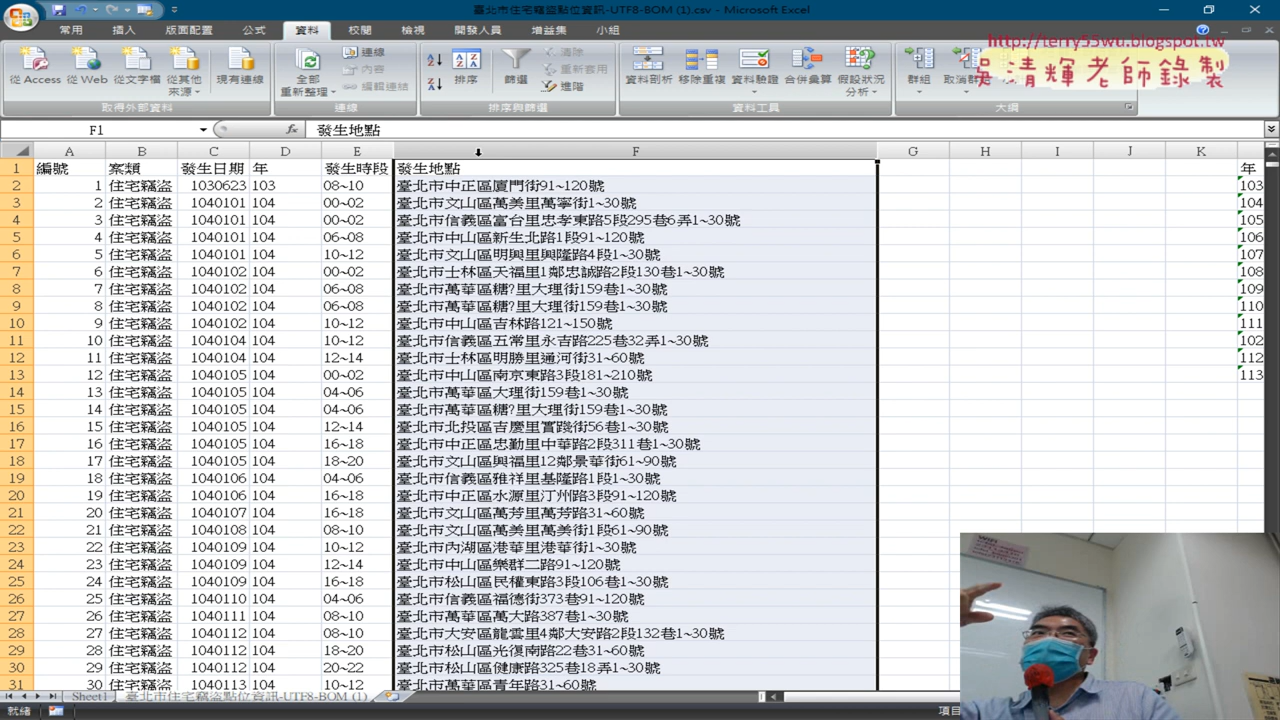 臺北市住宅竊盜點位資訊-UTF8-BOM (1).csv - Microsoft Excel
常用 插入 版面配置 公式 資料 校閱 檢視 開發人員 增益集 小組
http://terry55wu.blogspot.tw
吳清輝老師錄製
從 Access 從 Web 從文字檔 從其他來源 現有連線 全部重新整理 連線 內容 編輯連結 排序 篩選 清除 重新套用 進階 資料剖析 移除重複 資料驗證 合併彙算 假設狀況分析 群組
取得外部資料 連線 排序與篩選 資料工具 大綱
F1 fx 發生地點
A B C D E F G H I J K
1 編號 案類 發生日期 年 發生時段 發生地點 年
2 1 住宅竊盜 1030623 103 08~10 臺北市中正區廈門街91~120號 103
3 2 住宅竊盜 1040101 104 00~02 臺北市文山區萬美里萬寧街1~30號 104
4 3 住宅竊盜 1040101 104 00~02 臺北市信義區富台里忠孝東路5段295巷6弄1~30號 105
5 4 住宅竊盜 1040101 104 06~08 臺北市中山區新生北路1段91~120號 106
6 5 住宅竊盜 1040101 104 10~12 臺北市文山區明興里興隆路4段1~30號 107
7 6 住宅竊盜 1040102 104 00~02 臺北市士林區天福里1鄰忠誠路2段130巷1~30號 108
8 7 住宅竊盜 1040102 104 06~08 臺北市萬華區糖?里大理街159巷1~30號 109
9 8 住宅竊盜 1040102 104 06~08 臺北市萬華區糖?里大理街159巷1~30號 110
10 9 住宅竊盜 1040102 104 10~12 臺北市中山區吉林路121~150號 111
11 10 住宅竊盜 1040104 104 10~12 臺北市信義區五常里永吉路225巷32弄1~30號 102
12 11 住宅竊盜 1040104 104 12~14 臺北市士林區明勝里通河街31~60號 112
13 12 住宅竊盜 1040105 104 00~02 臺北市中山區南京東路3段181~210號 113
14 13 住宅竊盜 1040105 104 04~06 臺北市萬華區大理街159巷1~30號
15 14 住宅竊盜 1040105 104 04~06 臺北市萬華區糖?里大理街159巷1~30號
16 15 住宅竊盜 1040105 104 12~14 臺北市北投區吉慶里實踐街56巷1~30號
17 16 住宅竊盜 1040105 104 16~18 臺北市中正區忠勤里中華路2段311巷1~30號
18 17 住宅竊盜 1040105 104 18~20 臺北市文山區興福里12鄰景華街61~90號
19 18 住宅竊盜 1040106 104 04~06 臺北市信義區雅祥里基隆路1段1~30號
20 19 住宅竊盜 1040106 104 16~18 臺北市中正區水源里汀州路3段91~120號
21 20 住宅竊盜 1040107 104 16~18 臺北市文山區萬芳里萬芳路31~60號
22 21 住宅竊盜 1040108 104 08~10 臺北市文山區萬美里萬美街1段61~90號
23 22 住宅竊盜 1040109 104 10~12 臺北市內湖區港華里港華街1~30號
24 23 住宅竊盜 1040109 104 12~14 臺北市中山區樂群二路91~120號
25 24 住宅竊盜 1040109 104 16~18 臺北市松山區民權東路3段106巷1~30號
26 25 住宅竊盜 1040110 104 04~06 臺北市信義區福德街373巷91~120號
27 26 住宅竊盜 1040111 104 08~10 臺北市萬華區萬大路387巷1~30號
28 27 住宅竊盜 1040112 104 08~10 臺北市大安區龍雲里4鄰大安路2段132巷1~30號
29 28 住宅竊盜 1040112 104 18~20 臺北市松山區光復南路22巷31~60號
30 29 住宅竊盜 1040112 104 20~22 臺北市松山區健康路325巷18弄1~30號
31 30 住宅竊盜 1040113 104 10~12 臺北市萬華區青年路31~60號
Sheet1 臺北市住宅竊盜點位資訊-UTF8-BOM (1)
就緒